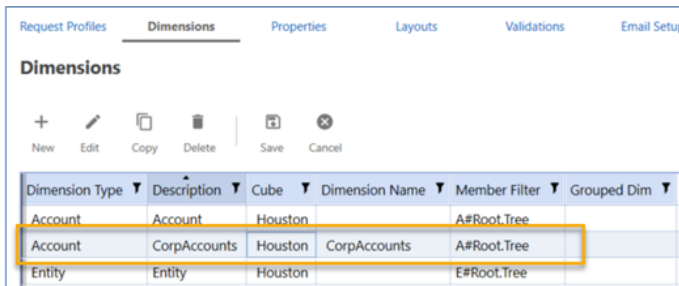 Request Profiles Dimensions Properties Layouts Validations Email Setup
Dimensions
New Edit Copy Delete Save Cancel
Dimension Type Description Cube Dimension Name Member Filter Grouped Dim
Account Account Houston A#Root.Tree
Account CorpAccounts Houston CorpAccounts A#Root.Tree
Entity Entity Houston E#Root.Tree